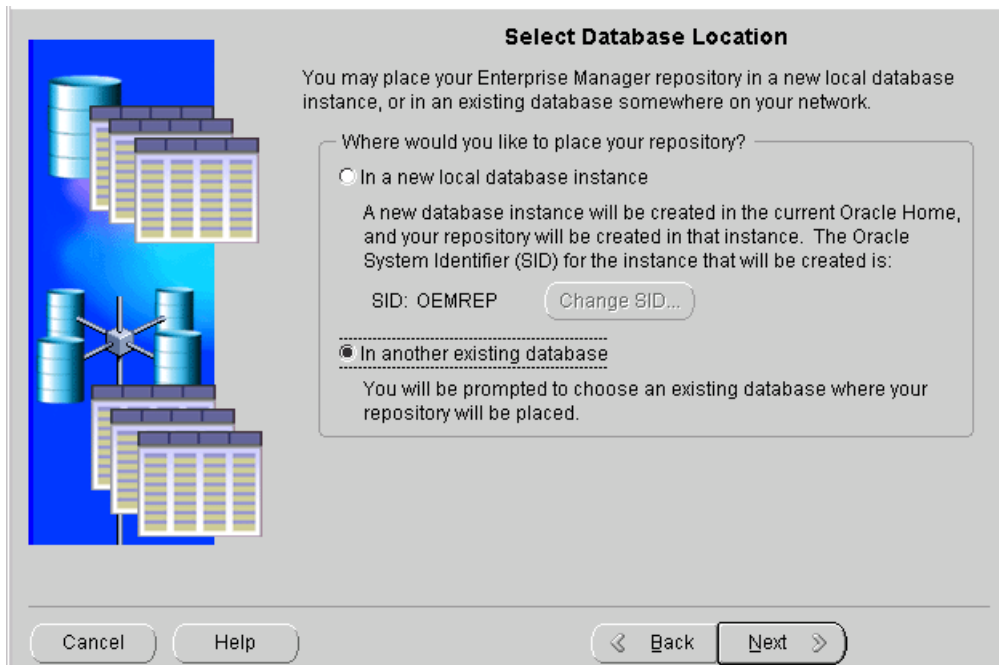 Select Database Location
You may place your Enterprise Manager repository in a new local database
instance, or in an existing database somewhere on your network.
Where would you like to place your repository?
In a new local database instance
A new database instance will be created in the current Oracle Home,
and your repository will be created in that instance. The Oracle
System Identifier (SID) for the instance that will be created is:
SID: OEMREP Change SID...
In another existing database
You will be prompted to choose an existing database where your
repository will be placed.
Cancel Help Back Next